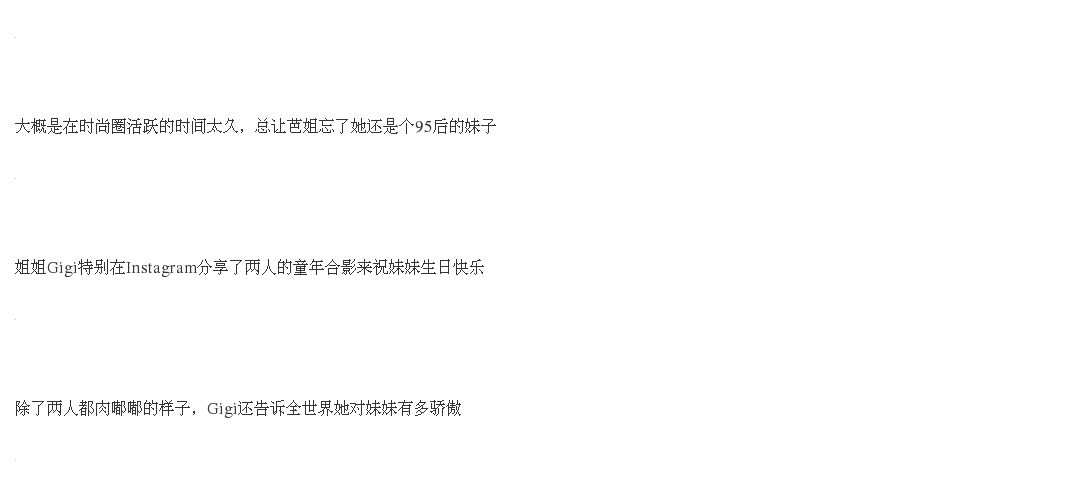 大概是在时尚圈活跃的时间太久，总让芭姐忘了她还是个95后的妹子
姐姐Gigi特别在Instagram分享了两人的童年合影来祝妹妹生日快乐
除了两人都肉嘟嘟的样子，Gigi还告诉全世界她对妹妹有多骄傲